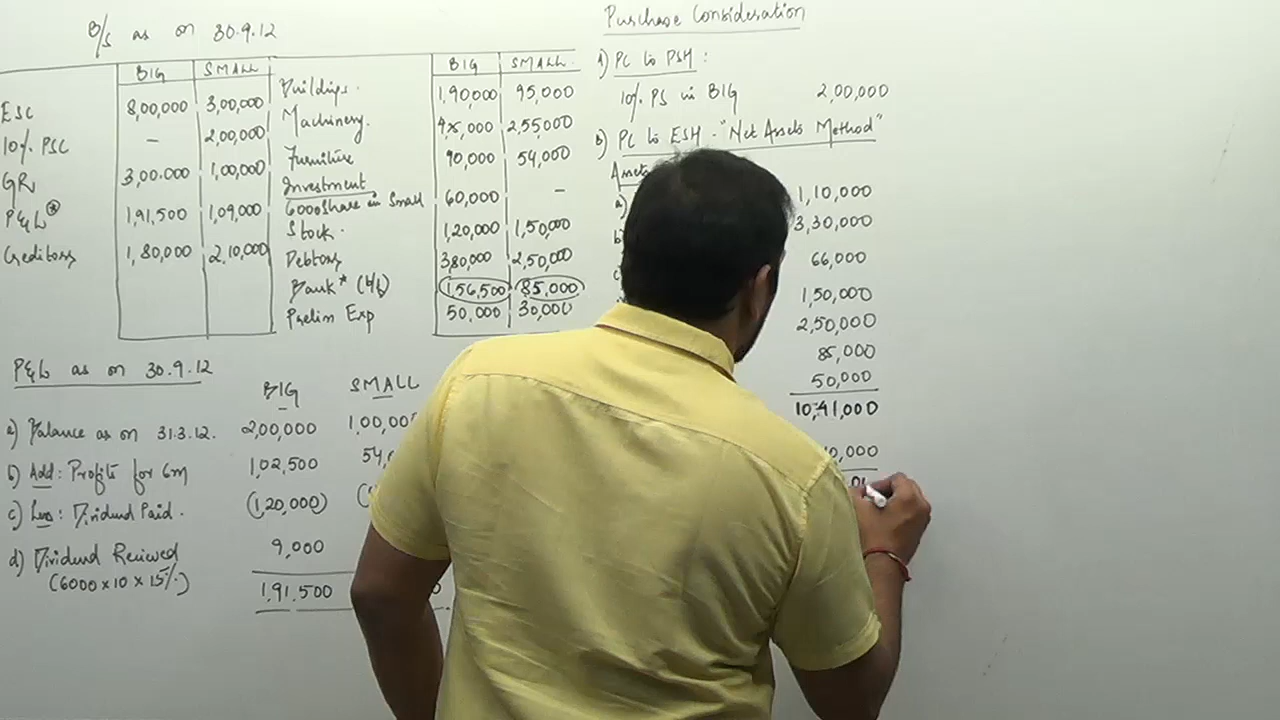 B/S as on 30.9.12
BIG SMALL BIG SMALL
ESC 8,00,000 3,00,000 Buildings. 1,90,000 95,000
10% PSC — 2,00,000 Machinery. 2,55,000
GR 3,00.000 1,00,000 Furniture 90,000 54,000
P&L* 1,91,500 1,09,000 Investment 6000 Share in Small 60,000 —
Creditors 1,80,000 2,10,000 Stock. 1,20,000 1,50,000
Debtors 3,80,000 2,50,000
Bank* (b/f) 1,56,500 85,000
Prelim Exp 50,000 30,000
P&L as on 30.9.12
BIG SMALL
a) Balance as on 31.3.12. 2,00,000 1,00,00
b) Add: Profits for 6m 1,02,500 54,
c) Less: Dividend Paid. (1,20,000) (
d) Dividend Received 9,000
(6000 x 10 x 15%)
1,91,500
Purchase Consideration
1) PC to PSH:
10% PS in BIG 2,00,000
b) PC to ESH - "Net Assets Method"
Assets
a) 1,10,000
b) 3,30,000
66,000
1,50,000
2,50,000
85,000
50,000
10,41,000
0,000